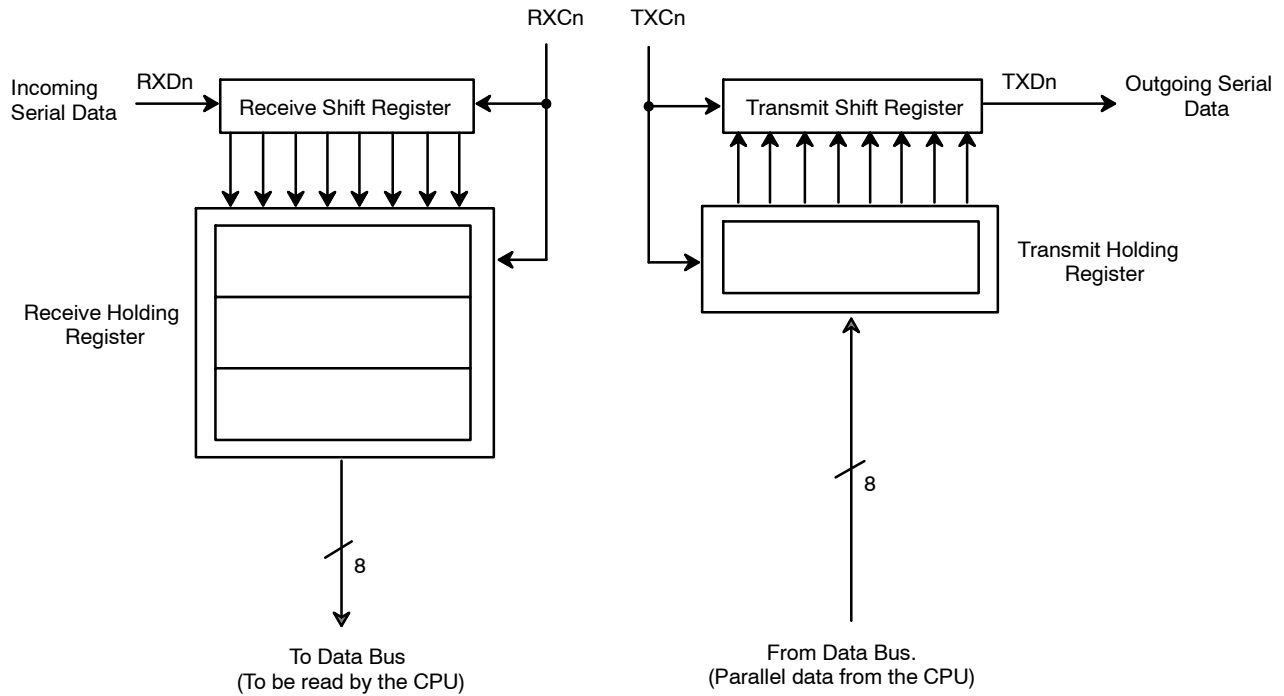 RXCn
TXCn
Incoming
Serial Data
RXDn
Receive Shift Register
Transmit Shift Register
TXDn
Outgoing Serial
Data
Receive Holding
Register
Transmit Holding
Register
8
8
To Data Bus
(To be read by the CPU)
From Data Bus.
(Parallel data from the CPU)